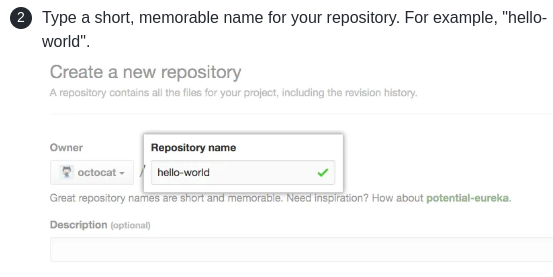 2 Type a short, memorable name for your repository. For example, "hello-
world".
Create a new repository
A repository contains all the files for your project, including the revision history.
Owner
Repository name
octocat
/
hello-world
Great repository names are short and memorable. Need inspiration? How about potential-eureka.
Description (optional)